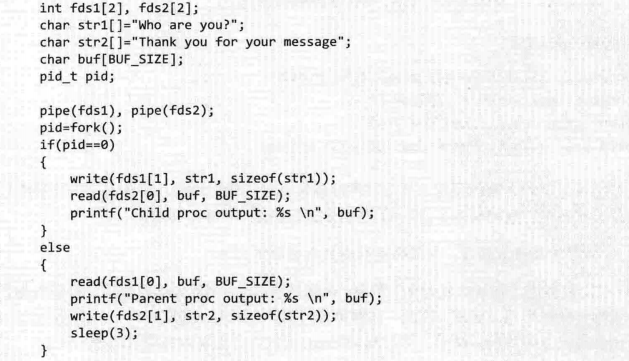 int fds1[2], fds2[2];
char str1[]="Who are you?";
char str2[]="Thank you for your message";
char buf[BUF_SIZE];
pid_t pid;

pipe(fds1), pipe(fds2);
pid=fork();
if(pid==0)
{
    write(fds1[1], str1, sizeof(str1));
    read(fds2[0], buf, BUF_SIZE);
    printf("Child proc output: %s \n", buf);
}
else
{
    read(fds1[0], buf, BUF_SIZE);
    printf("Parent proc output: %s \n", buf);
    write(fds2[1], str2, sizeof(str2));
    sleep(3);
}